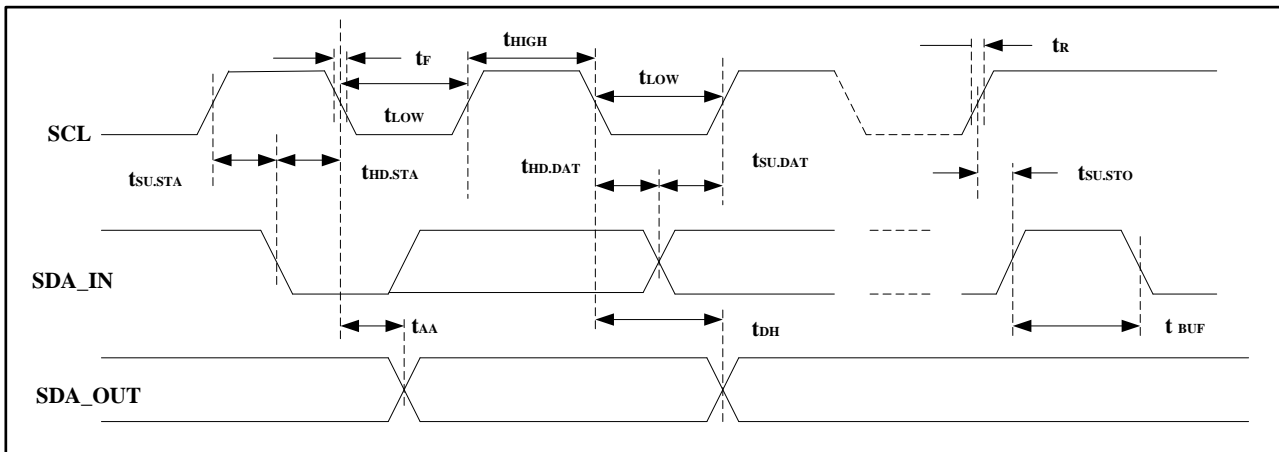 tF
tHIGH
tR
tLOW
tLOW
SCL
tSU.STA
tHD.STA
tHD.DAT
tSU.DAT
tSU.STO
SDA_IN
tAA
tDH
t BUF
SDA_OUT